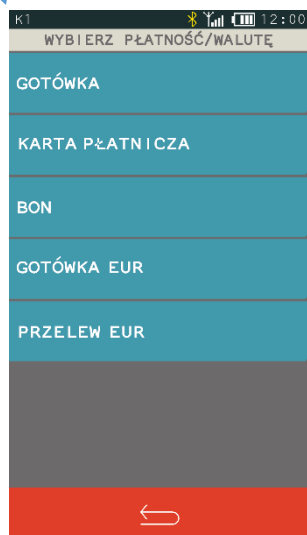 K1 12:00
WYBIERZ PŁATNOŚĆ/WALUTĘ
GOTÓWKA
KARTA PŁATNICZA
BON
GOTÓWKA EUR
PRZELEW EUR